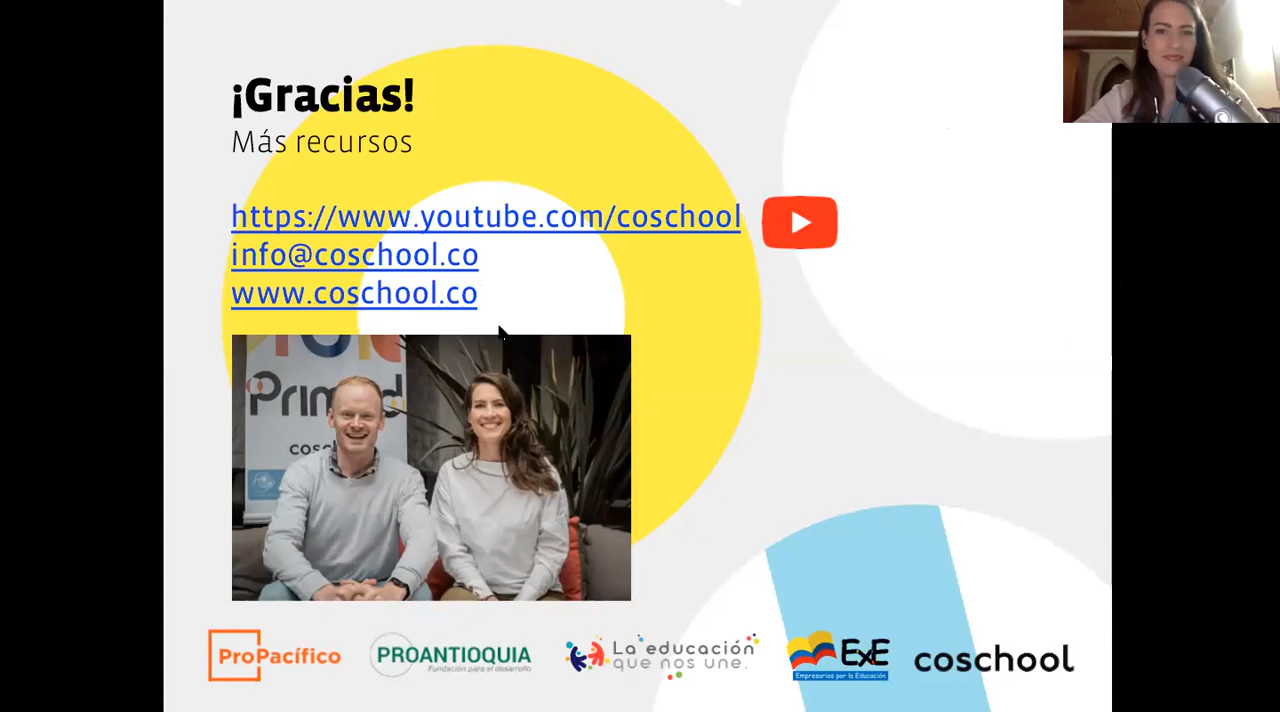 ¡Gracias!
Más recursos
https://www.youtube.com/coschool
info@coschool.co
www.coschool.co
cosch
ProPacífico
PROANTIOQUIA
Fundación para el desarrollo
La educación
que nos une.
ExE
Empresarios por la Educación
coschool